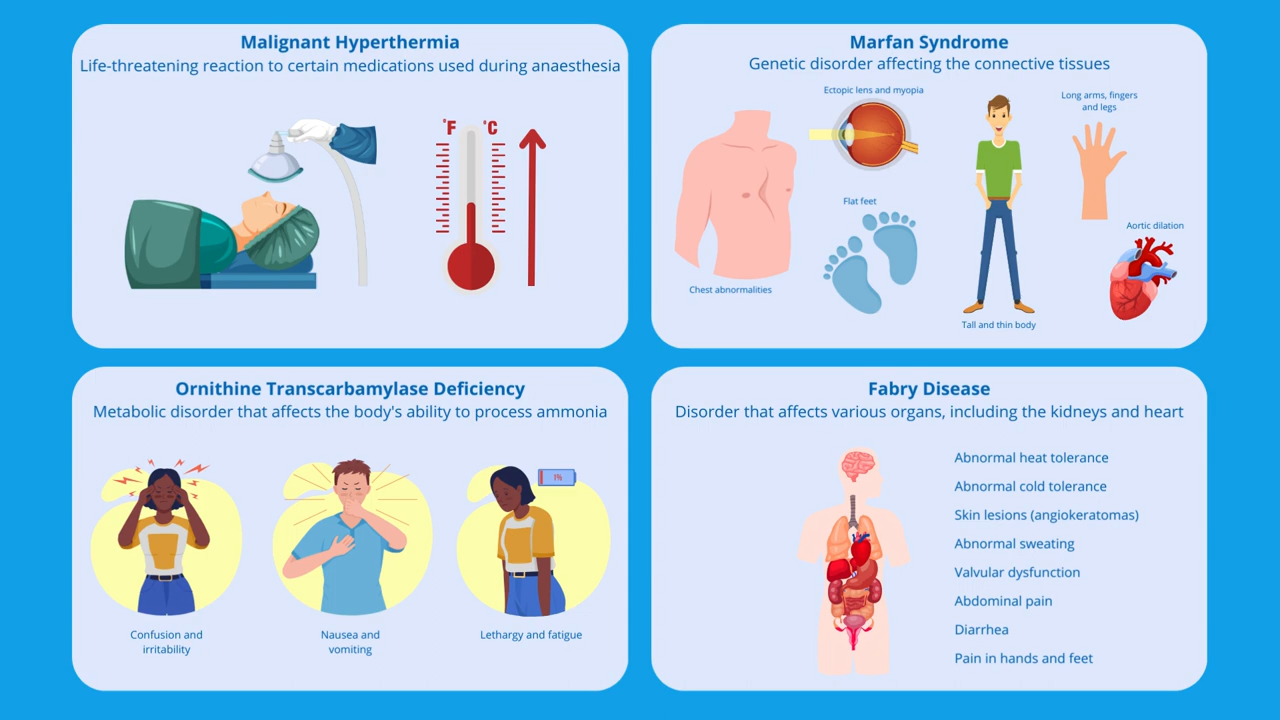 Malignant Hyperthermia
Life-threatening reaction to certain medications used during anaesthesia
°F °C
Marfan Syndrome
Genetic disorder affecting the connective tissues
Ectopic lens and myopia
Long arms, fingers
and legs
Flat feet
Aortic dilation
Chest abnormalities
Tall and thin body
Ornithine Transcarbamylase Deficiency
Metabolic disorder that affects the body's ability to process ammonia
1%
Confusion and
irritability
Nausea and
vomiting
Lethargy and fatigue
Fabry Disease
Disorder that affects various organs, including the kidneys and heart
Abnormal heat tolerance
Abnormal cold tolerance
Skin lesions (angiokeratomas)
Abnormal sweating
Valvular dysfunction
Abdominal pain
Diarrhea
Pain in hands and feet